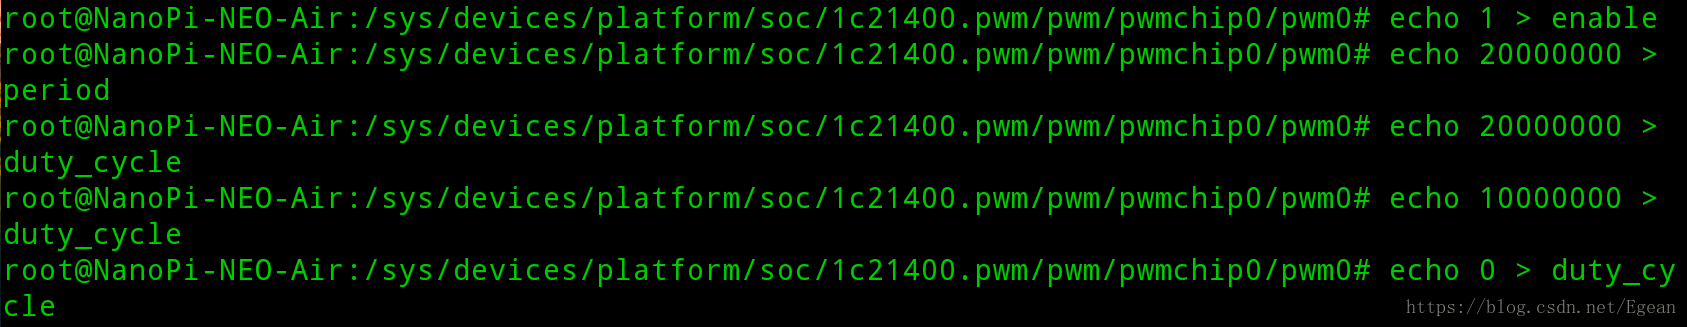 root@NanoPi-NEO-Air:/sys/devices/platform/soc/1c21400.pwm/pwm/pwmchip0/pwm0# echo 1 > enable
root@NanoPi-NEO-Air:/sys/devices/platform/soc/1c21400.pwm/pwm/pwmchip0/pwm0# echo 20000000 >
period
root@NanoPi-NEO-Air:/sys/devices/platform/soc/1c21400.pwm/pwm/pwmchip0/pwm0# echo 20000000 >
duty_cycle
root@NanoPi-NEO-Air:/sys/devices/platform/soc/1c21400.pwm/pwm/pwmchip0/pwm0# echo 10000000 >
duty_cycle
root@NanoPi-NEO-Air:/sys/devices/platform/soc/1c21400.pwm/pwm/pwmchip0/pwm0# echo 0 > duty_cy
cle
https://blog.csdn.net/Egean